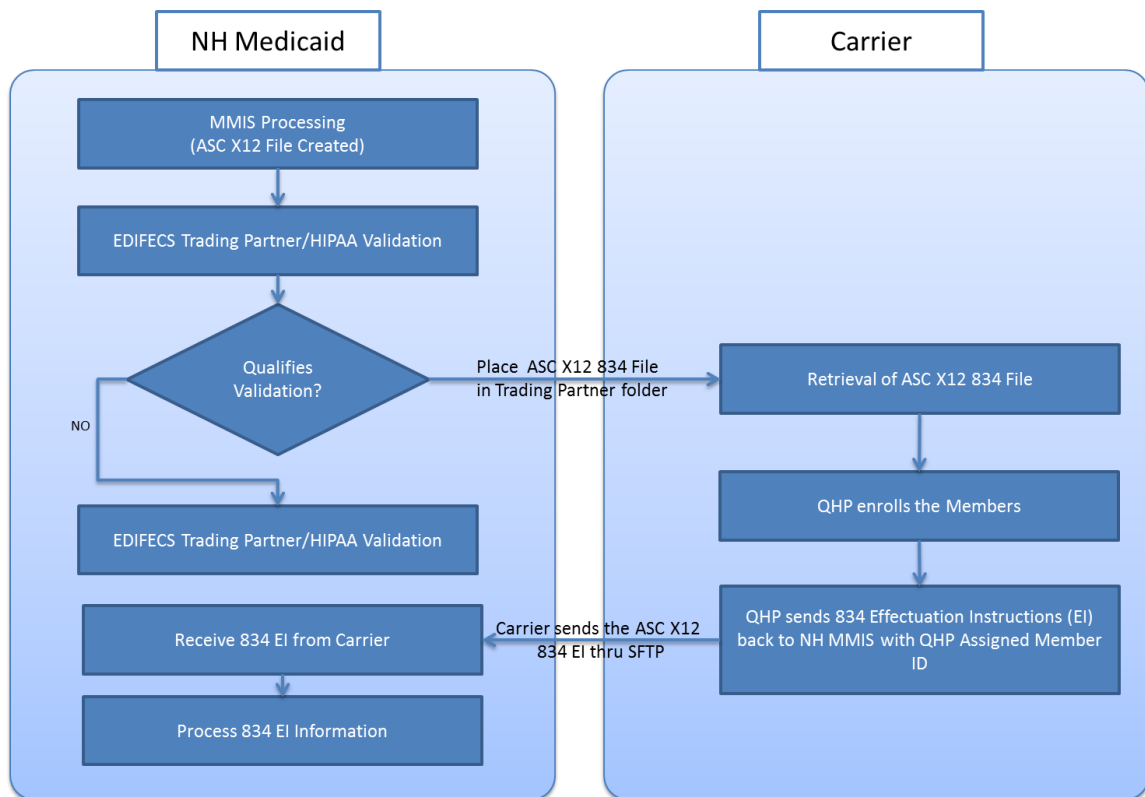 NH Medicaid
MMIS Processing
(ASC X12 File Created)
EDIFECS Trading Partner/HIPAA Validation
Qualifies
Validation?
NO
EDIFECS Trading Partner/HIPAA Validation
Receive 834 EI from Carrier
Process 834 EI Information
Place  ASC X12 834 File
in Trading Partner folder
Carrier sends the ASC X12
834 EI thru SFTP
Carrier
Retrieval of ASC X12 834 File
QHP enrolls the Members
QHP sends 834 Effectuation Instructions (EI)
back to NH MMIS with QHP Assigned Member
ID